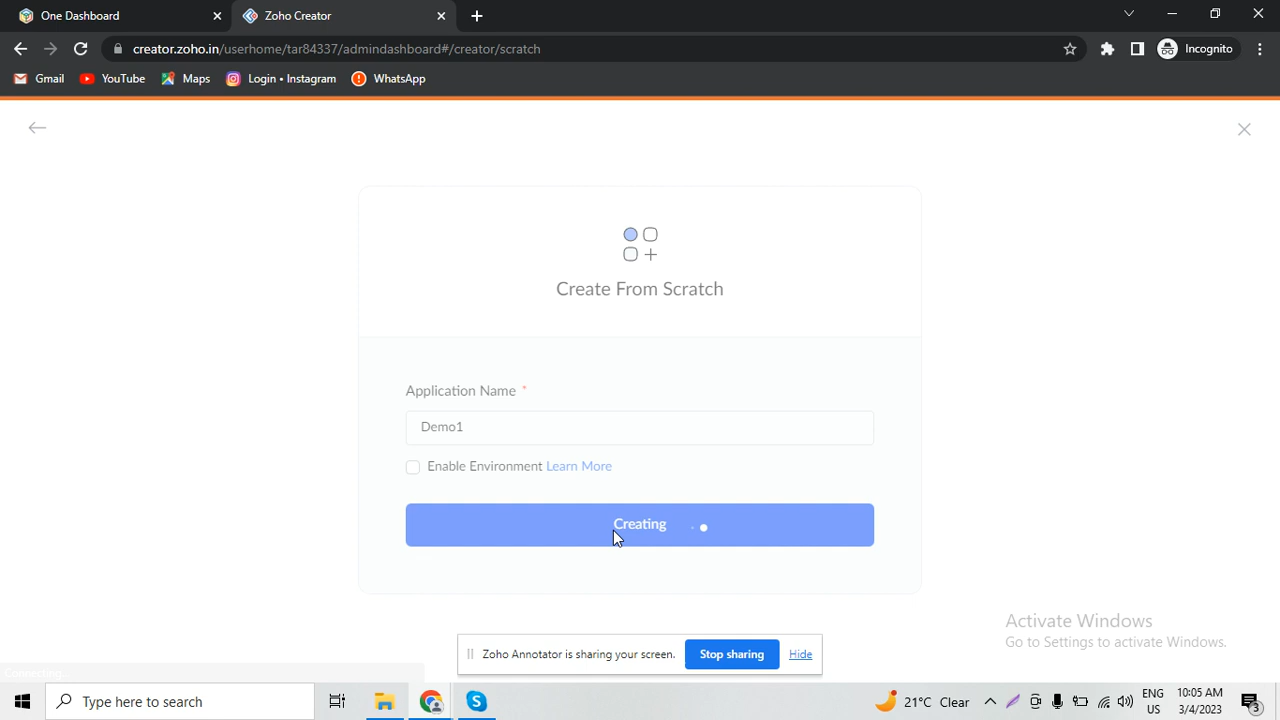 One Dashboard
Zoho Creator
creator.zoho.in/userhome/tar84337/admindashboard#/creator/scratch
Incognito
Gmail
YouTube
Maps
Login • Instagram
WhatsApp
Create From Scratch
Application Name *
Demo1
Enable Environment Learn More
Creating
Activate Windows
Go to Settings to activate Windows.
Zoho Annotator is sharing your screen.
Stop sharing
Hide
Connecting...
Type here to search
21°C Clear
ENG
US
10:05 AM
3/4/2023
3